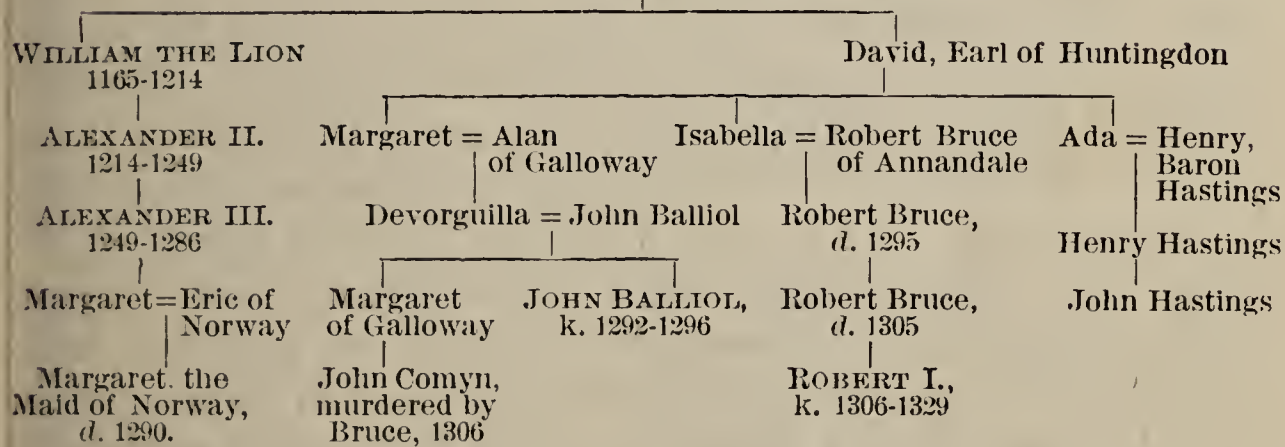 WILLIAM THE LION David, Earl of Huntingdon
1165-1214
ALEXANDER II. Margaret = Alan Isabella = Robert Bruce Ada = Henry,
1214-1249 of Galloway of Annandale Baron
Hastings
ALEXANDER III. Devorguilla = John Balliol Robert Bruce,
1249-1286 d. 1295 Henry Hastings
Margaret=Eric of Margaret JOHN BALLIOL, Robert Bruce, John Hastings
Norway of Galloway k. 1292-1296 d. 1305
Margaret. the John Comyn, ROBERT I.,
Maid of Norway, murdered by k. 1306-1329
d. 1290. Bruce, 1306